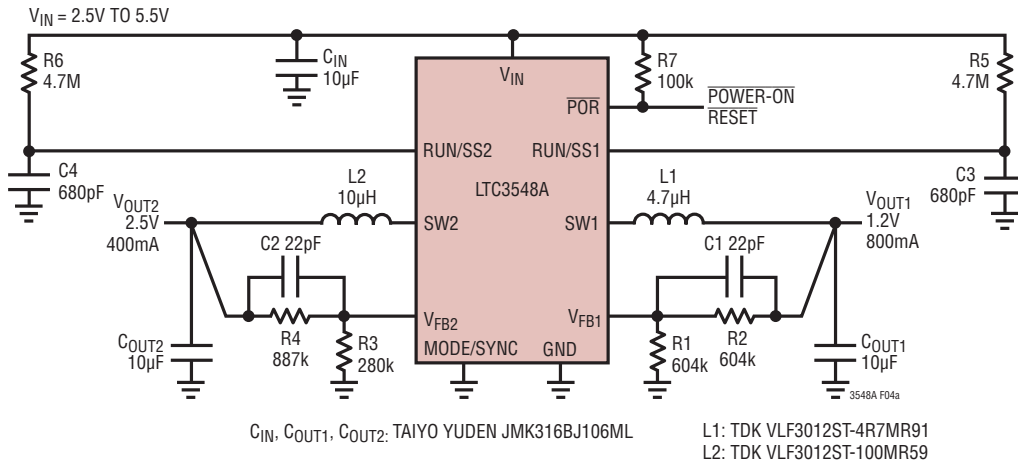 V_IN = 2.5V TO 5.5V
R6
4.7M
C_IN
10µF
V_IN
R7
100k
R5
4.7M
POR
POWER-ON
RESET
RUN/SS2
RUN/SS1
C4
680pF
LTC3548A
C3
680pF
L2
10µH
L1
4.7µH
V_OUT2
2.5V
400mA
SW2
SW1
V_OUT1
1.2V
800mA
C2 22pF
C1 22pF
V_FB2
V_FB1
R4
887k
R3
280k
R1
604k
R2
604k
C_OUT2
10µF
C_OUT1
10µF
MODE/SYNC
GND
3548A F04a
C_IN, C_OUT1, C_OUT2: TAIYO YUDEN JMK316BJ106ML
L1: TDK VLF3012ST-4R7MR91
L2: TDK VLF3012ST-100MR59